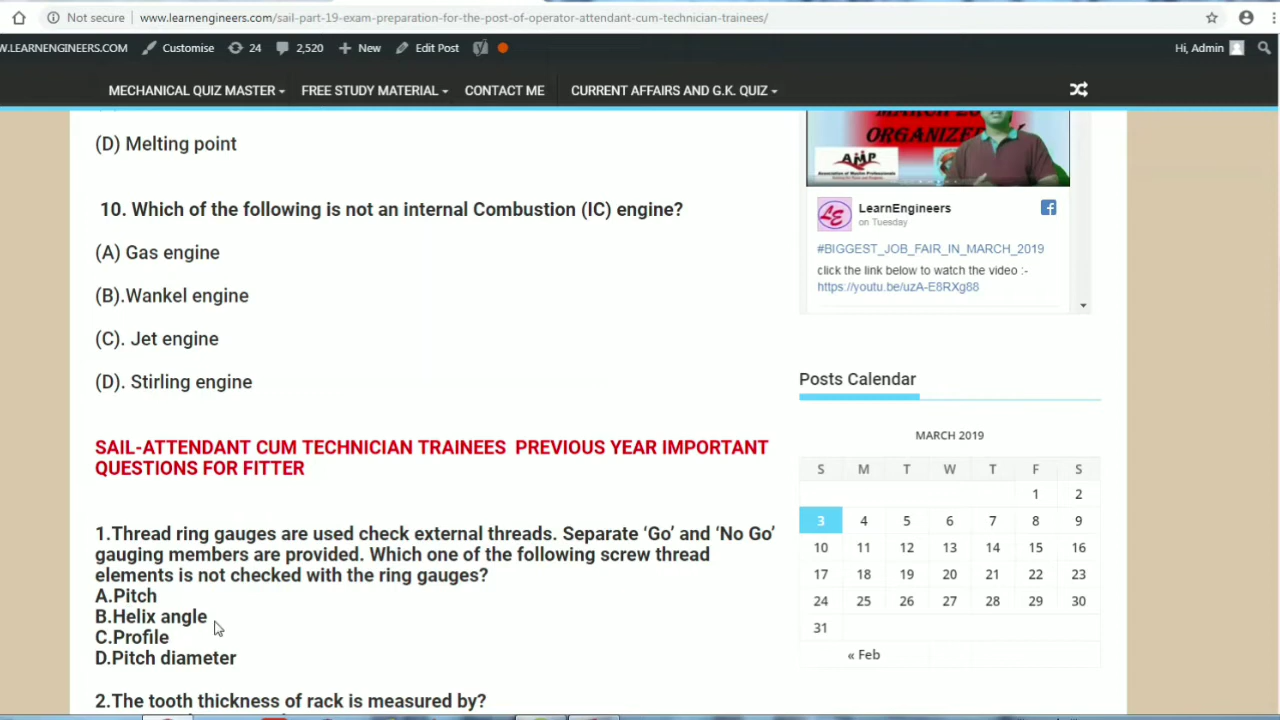 Not secure | www.learnengineers.com/sail-part-19-exam-preparation-for-the-post-of-operator-attendant-cum-technician-trainees/
W.LEARNENGINEERS.COM Customise 24 2,520 New Edit Post Hi, Admin
MECHANICAL QUIZ MASTER FREE STUDY MATERIAL CONTACT ME CURRENT AFFAIRS AND G.K. QUIZ
(D) Melting point
10. Which of the following is not an internal Combustion (IC) engine?
(A) Gas engine
(B).Wankel engine
(C). Jet engine
(D). Stirling engine
SAIL-ATTENDANT CUM TECHNICIAN TRAINEES PREVIOUS YEAR IMPORTANT
QUESTIONS FOR FITTER
1.Thread ring gauges are used check external threads. Separate ‘Go’ and ‘No Go’
gauging members are provided. Which one of the following screw thread
elements is not checked with the ring gauges?
A.Pitch
B.Helix angle
C.Profile
D.Pitch diameter
2.The tooth thickness of rack is measured by?
AMP
LearnEngineers
on Tuesday
#BIGGEST_JOB_FAIR_IN_MARCH_2019
click the link below to watch the video :-
https://youtu.be/uzA-E8RXg88
Posts Calendar
MARCH 2019
S M T W T F S
1 2
3 4 5 6 7 8 9
10 11 12 13 14 15 16
17 18 19 20 21 22 23
24 25 26 27 28 29 30
31
« Feb